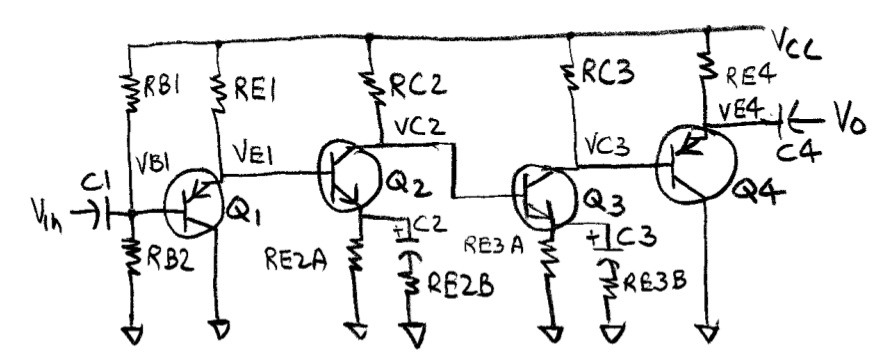 VCC
RB1
RE1
RC2
RC3
RE4
VE4
Vo
C4
VC2
VC3
VB1
VE1
C1
Vin
Q1
Q2
Q3
Q4
RB2
RE2A
+ C2
RE2B
RE3A
+ C3
RE3B